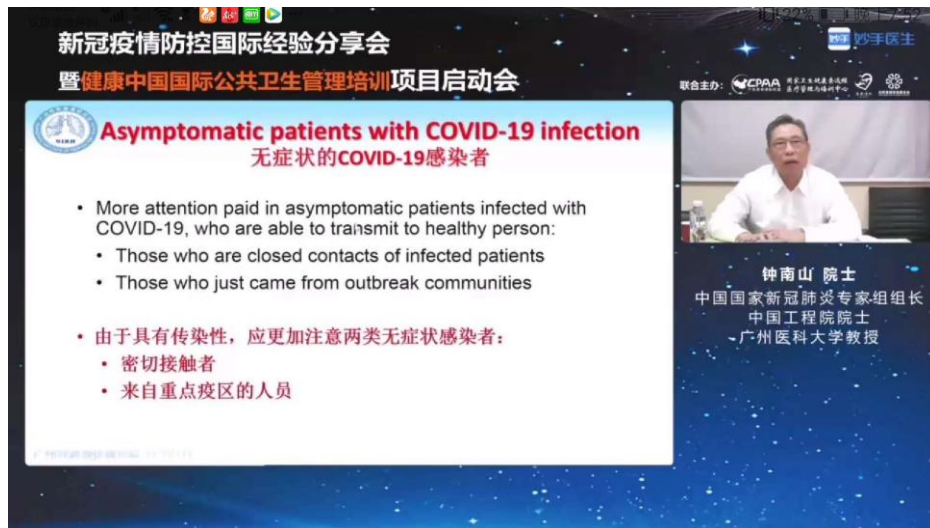 新冠疫情防控国际经验分享会
妙手医生
暨健康中国国际公共卫生管理培训项目启动会
联合主办:
CPAA
Asymptomatic patients with COVID-19 infection
无症状的COVID-19感染者
• More attention paid in asymptomatic patients infected with
COVID-19, who are able to transmit to healthy person:
• Those who are closed contacts of infected patients
• Those who just came from outbreak communities
• 由于具有传染性，应更加注意两类无症状感染者：
• 密切接触者
• 来自重点疫区的人员
钟南山 院士
中国国家新冠肺炎专家组组长
中国工程院院士
广州医科大学教授